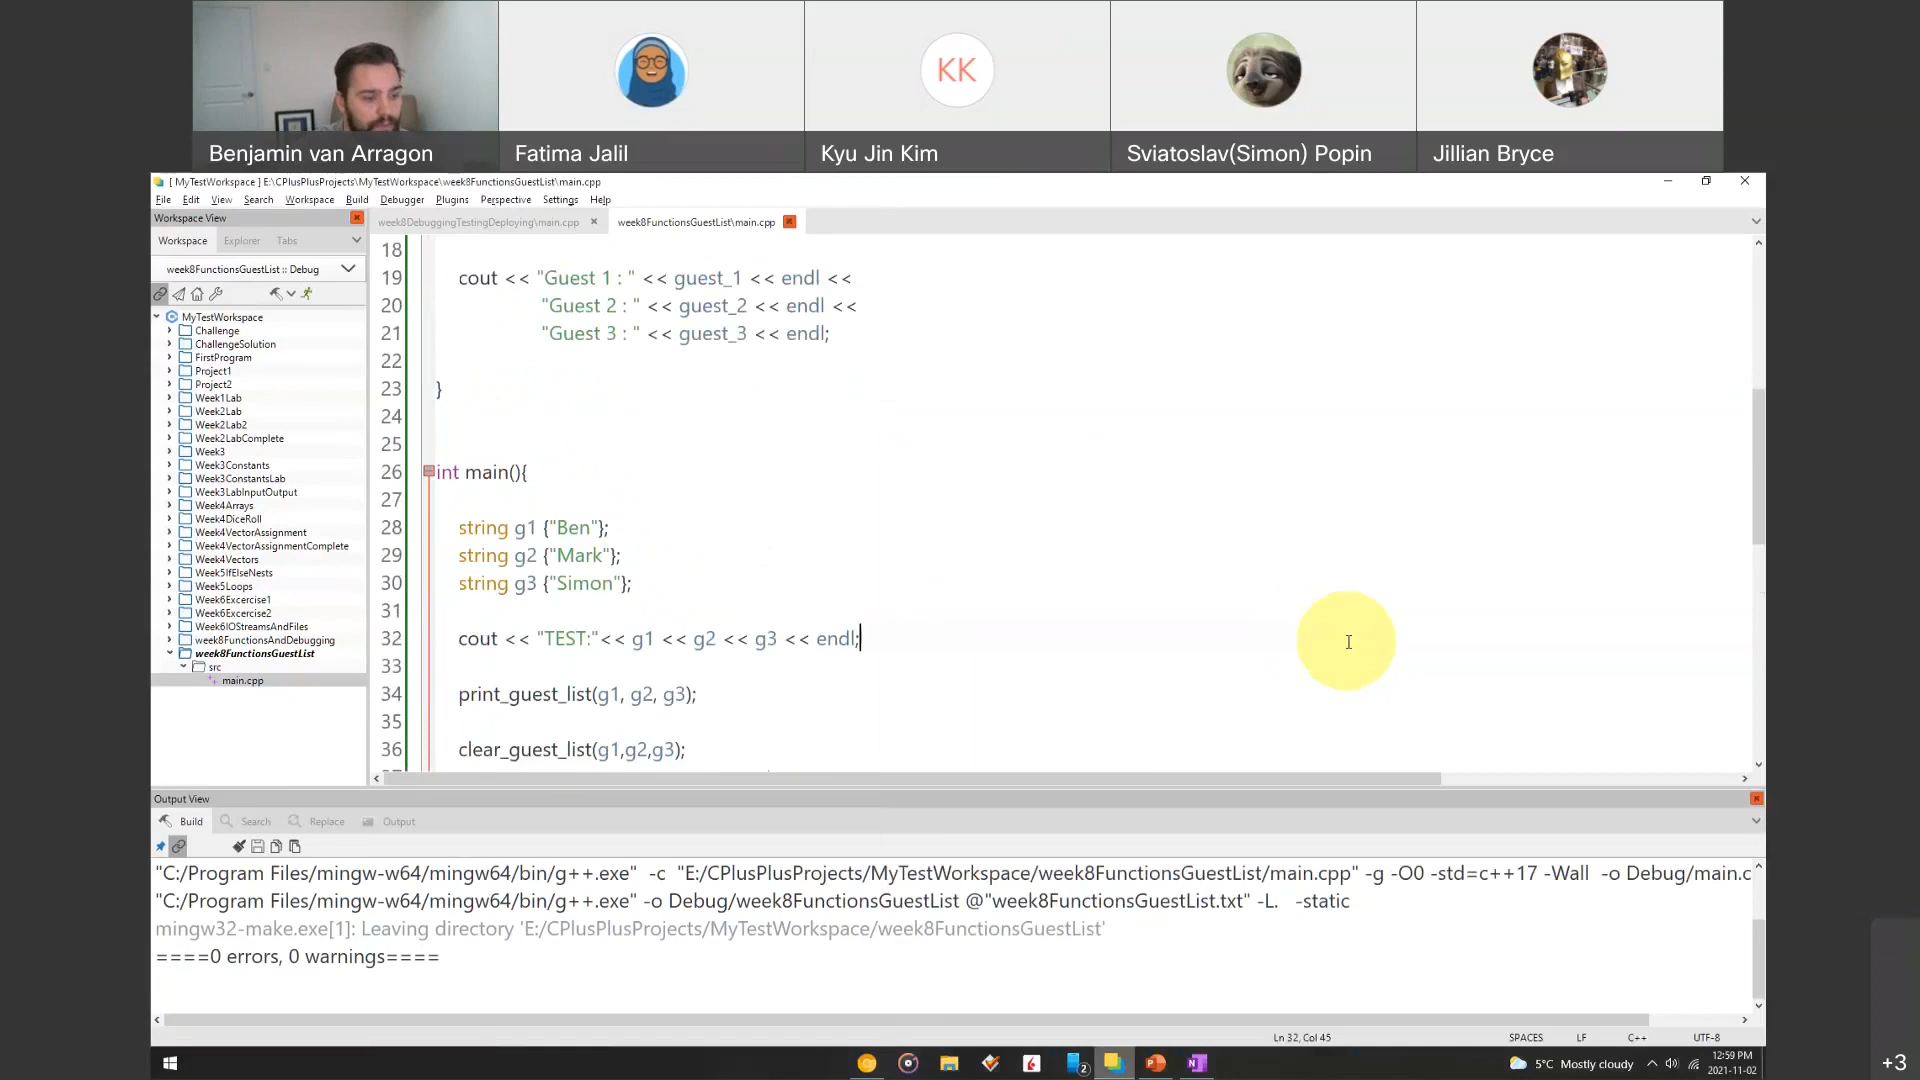 KK
Benjamin van Arragon
Fatima Jalil
Kyu Jin Kim
Sviatoslav(Simon) Popin
Jillian Bryce
[ MyTestWorkspace ] E:\CPlusPlusProjects\MyTestWorkspace\week8FunctionsGuestList\main.cpp
File Edit View Search Workspace Build Debugger Plugins Perspective Settings Help
Workspace View
week8DebuggingTestingDeploying\main.cpp
week8FunctionsGuestList\main.cpp
Workspace Explorer Tabs
week8FunctionsGuestList :: Debug
MyTestWorkspace
Challenge
ChallengeSolution
FirstProgram
Project1
Project2
Week1Lab
Week2Lab
Week2Lab2
Week2LabComplete
Week3
Week3Constants
Week3ConstantsLab
Week3LabInputOutput
Week4Arrays
Week4DiceRoll
Week4VectorAssignment
Week4VectorAssignmentComplete
Week4Vectors
Week5IfElseNests
Week5Loops
Week6Excercise1
Week6Excercise2
Week6IOStreamsAndFiles
week8FunctionsAndDebugging
week8FunctionsGuestList
src
main.cpp
18
19 cout << "Guest 1 : " << guest_1 << endl <<
20 "Guest 2 : " << guest_2 << endl <<
21 "Guest 3 : " << guest_3 << endl;
22
23 }
24
25
26 int main(){
27
28 string g1 {"Ben"};
29 string g2 {"Mark"};
30 string g3 {"Simon"};
31
32 cout << "TEST:"<< g1 << g2 << g3 << endl;
33
34 print_guest_list(g1, g2, g3);
35
36 clear_guest_list(g1,g2,g3);
Output View
Build Search Replace Output
"C:/Program Files/mingw-w64/mingw64/bin/g++.exe" -c "E:/CPlusPlusProjects/MyTestWorkspace/week8FunctionsGuestList/main.cpp" -g -O0 -std=c++17 -Wall -o Debug/main.c
"C:/Program Files/mingw-w64/mingw64/bin/g++.exe" -o Debug/week8FunctionsGuestList @"week8FunctionsGuestList.txt" -L. -static
mingw32-make.exe[1]: Leaving directory 'E:/CPlusPlusProjects/MyTestWorkspace/week8FunctionsGuestList'
====0 errors, 0 warnings====
Ln 32, Col 45 SPACES LF C++ UTF-8
2
5°C Mostly cloudy
12:59 PM
2021-11-02
+3